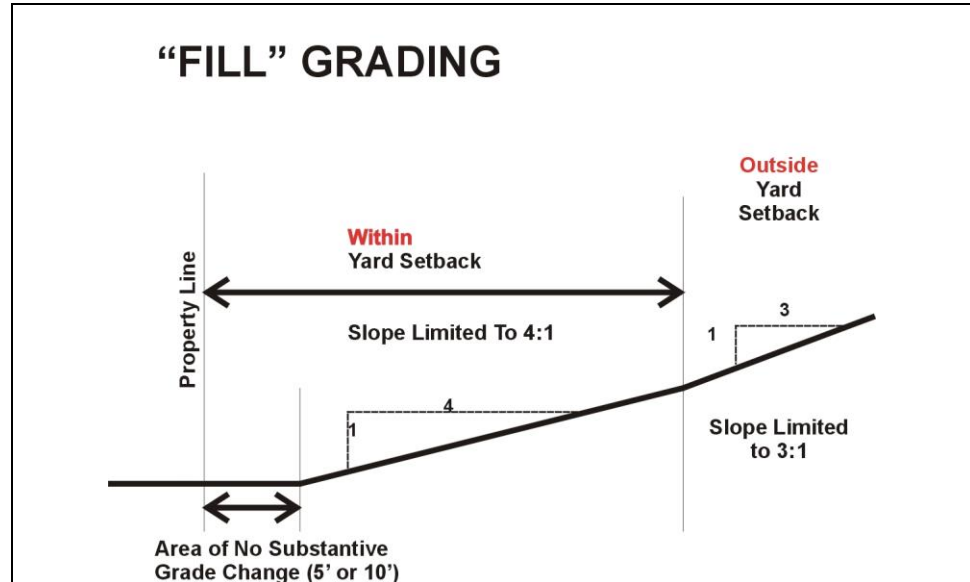 “FILL” GRADING
Outside
Yard
Setback
Within
Yard Setback
Property Line
Slope Limited To 4:1
3
1
4
1
Slope Limited
to 3:1
Area of No Substantive
Grade Change (5' or 10')